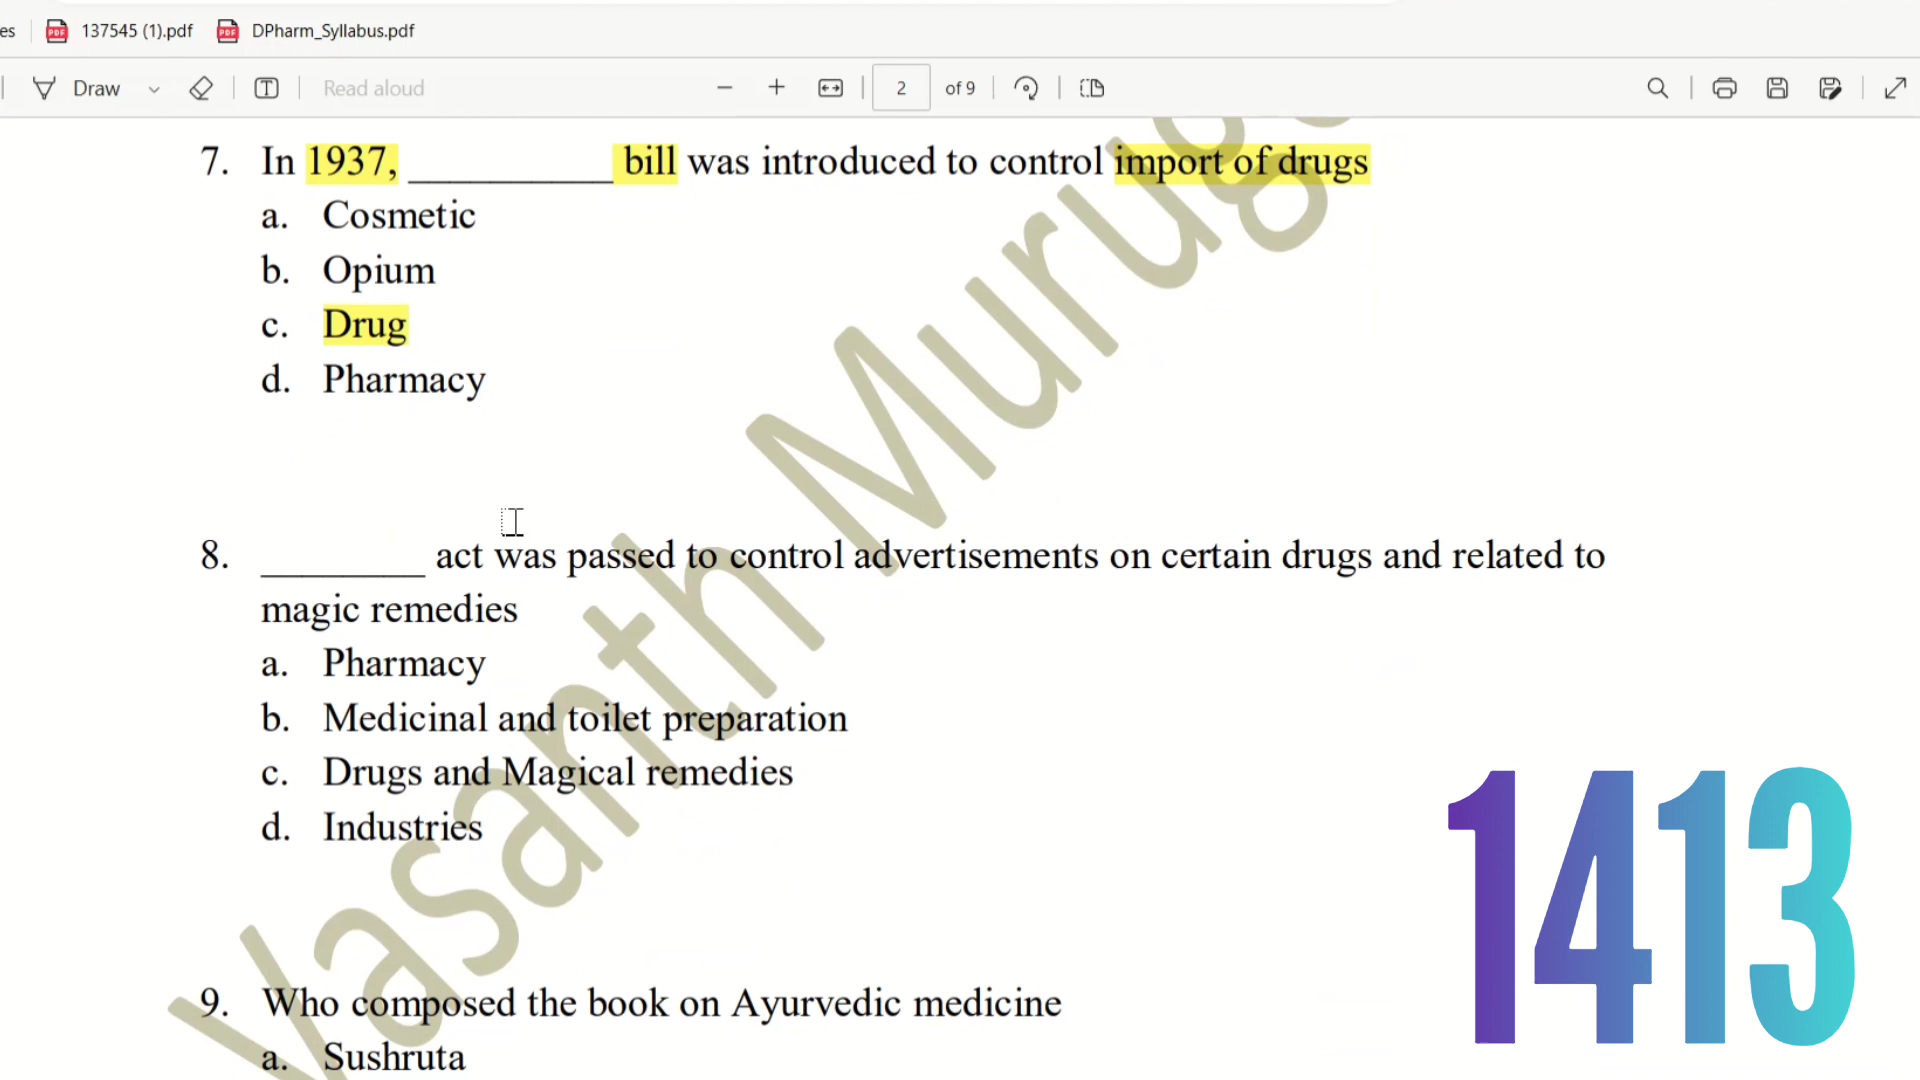 es 137545 (1).pdf DPharm_Syllabus.pdf
Draw Read aloud 2 of 9
7. In 1937, __________ bill was introduced to control import of drugs
a. Cosmetic
b. Opium
c. Drug
d. Pharmacy
8. ________ act was passed to control advertisements on certain drugs and related to
magic remedies
a. Pharmacy
b. Medicinal and toilet preparation
c. Drugs and Magical remedies
d. Industries
9. Who composed the book on Ayurvedic medicine
a. Sushruta
Vasanth Muruga
1413